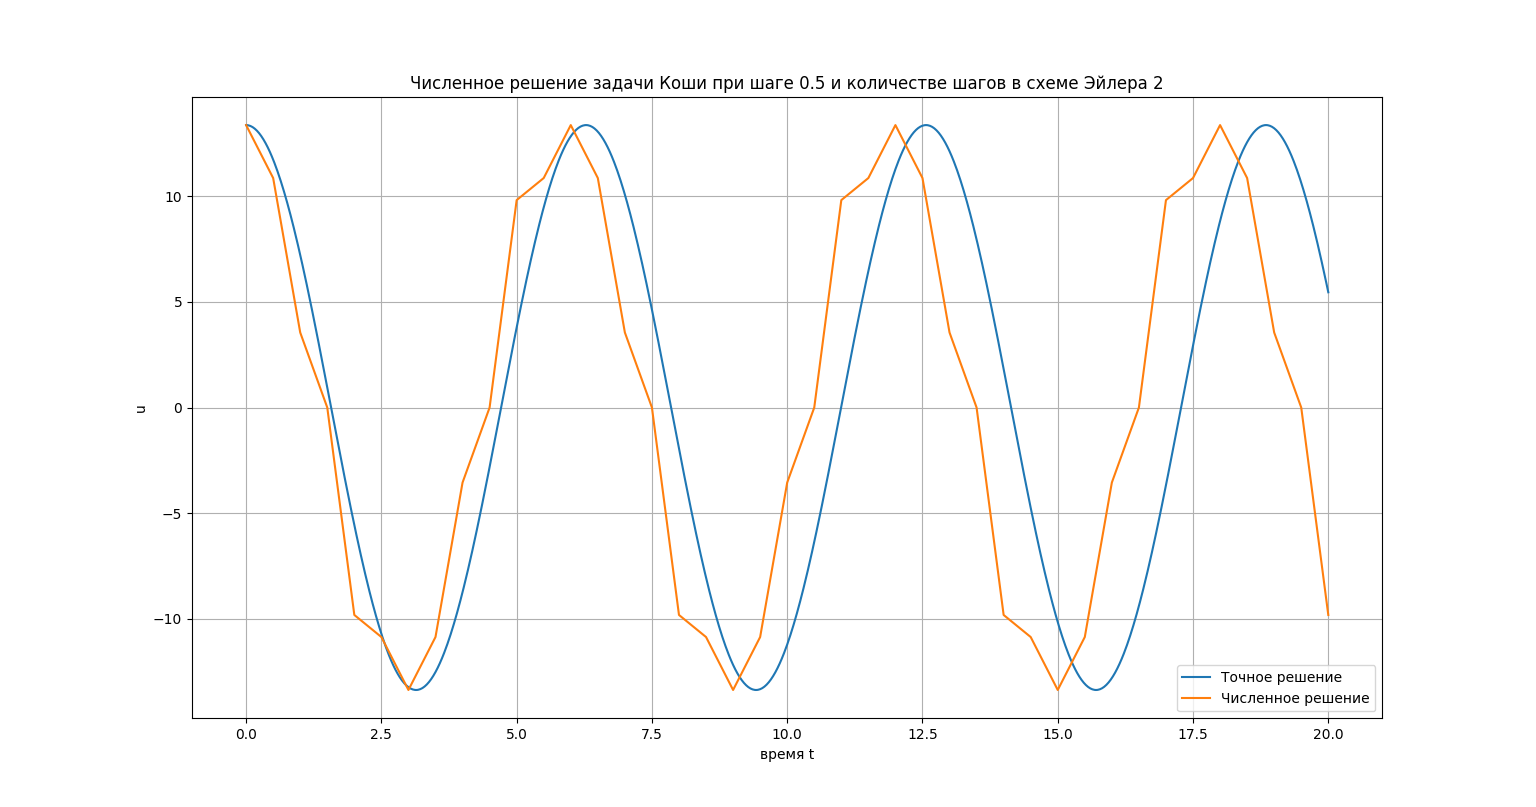 Численное решение задачи Коши при шаге 0.5 и количестве шагов в схеме Эйлера 2
u
10
5
0
−5
−10
0.0 2.5 5.0 7.5 10.0 12.5 15.0 17.5 20.0
время t
Точное решение
Численное решение